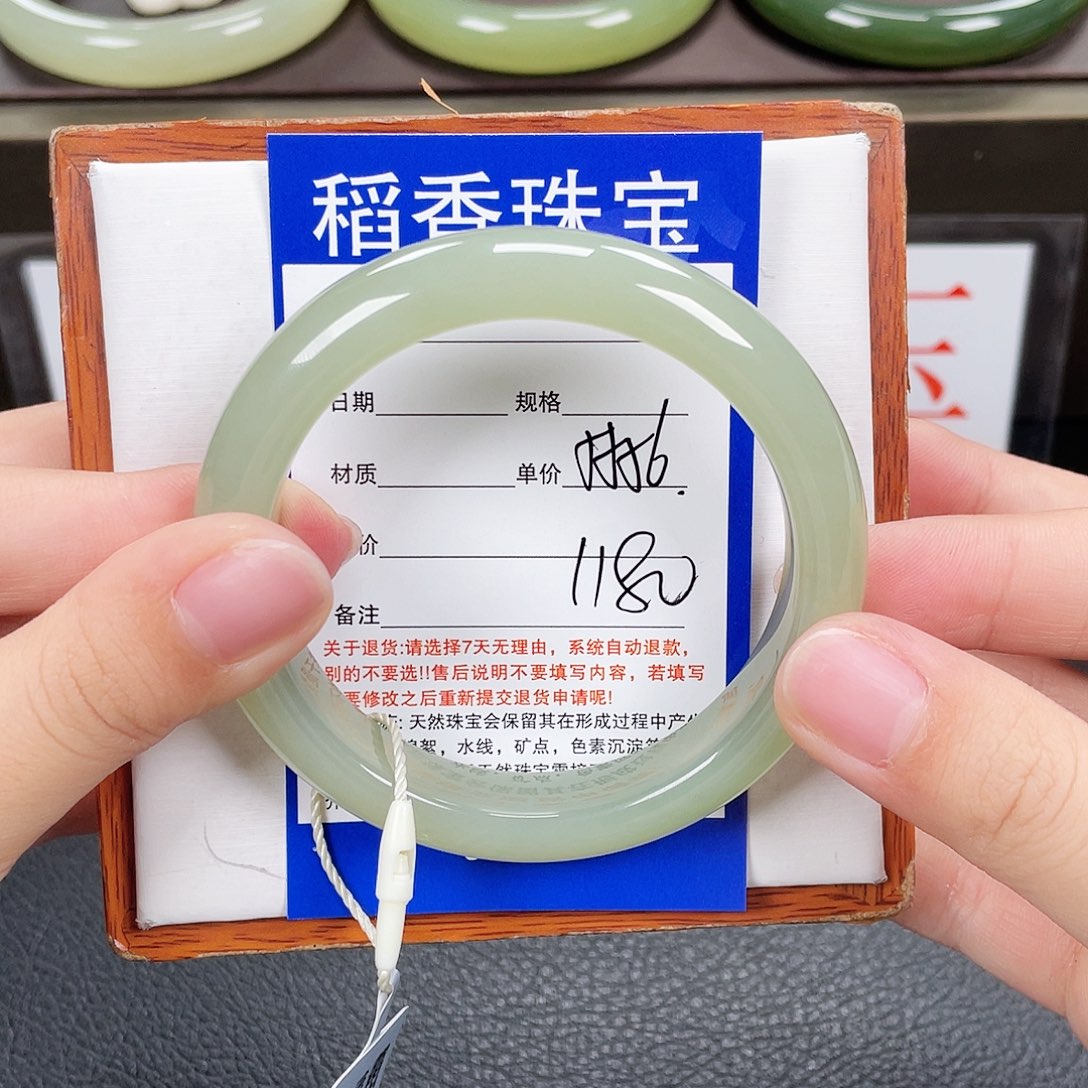 稻香珠宝
日期 规格
材质 单价
价 1180
备注
关于退货:请选择7天无理由，系统自动退款，
别的不要选!!售后说明不要填写内容，若填写
要修改之后重新提交退货申请呢!
天然珠宝会保留其在形成过程中产
絮，水线，矿点，色素沉淀